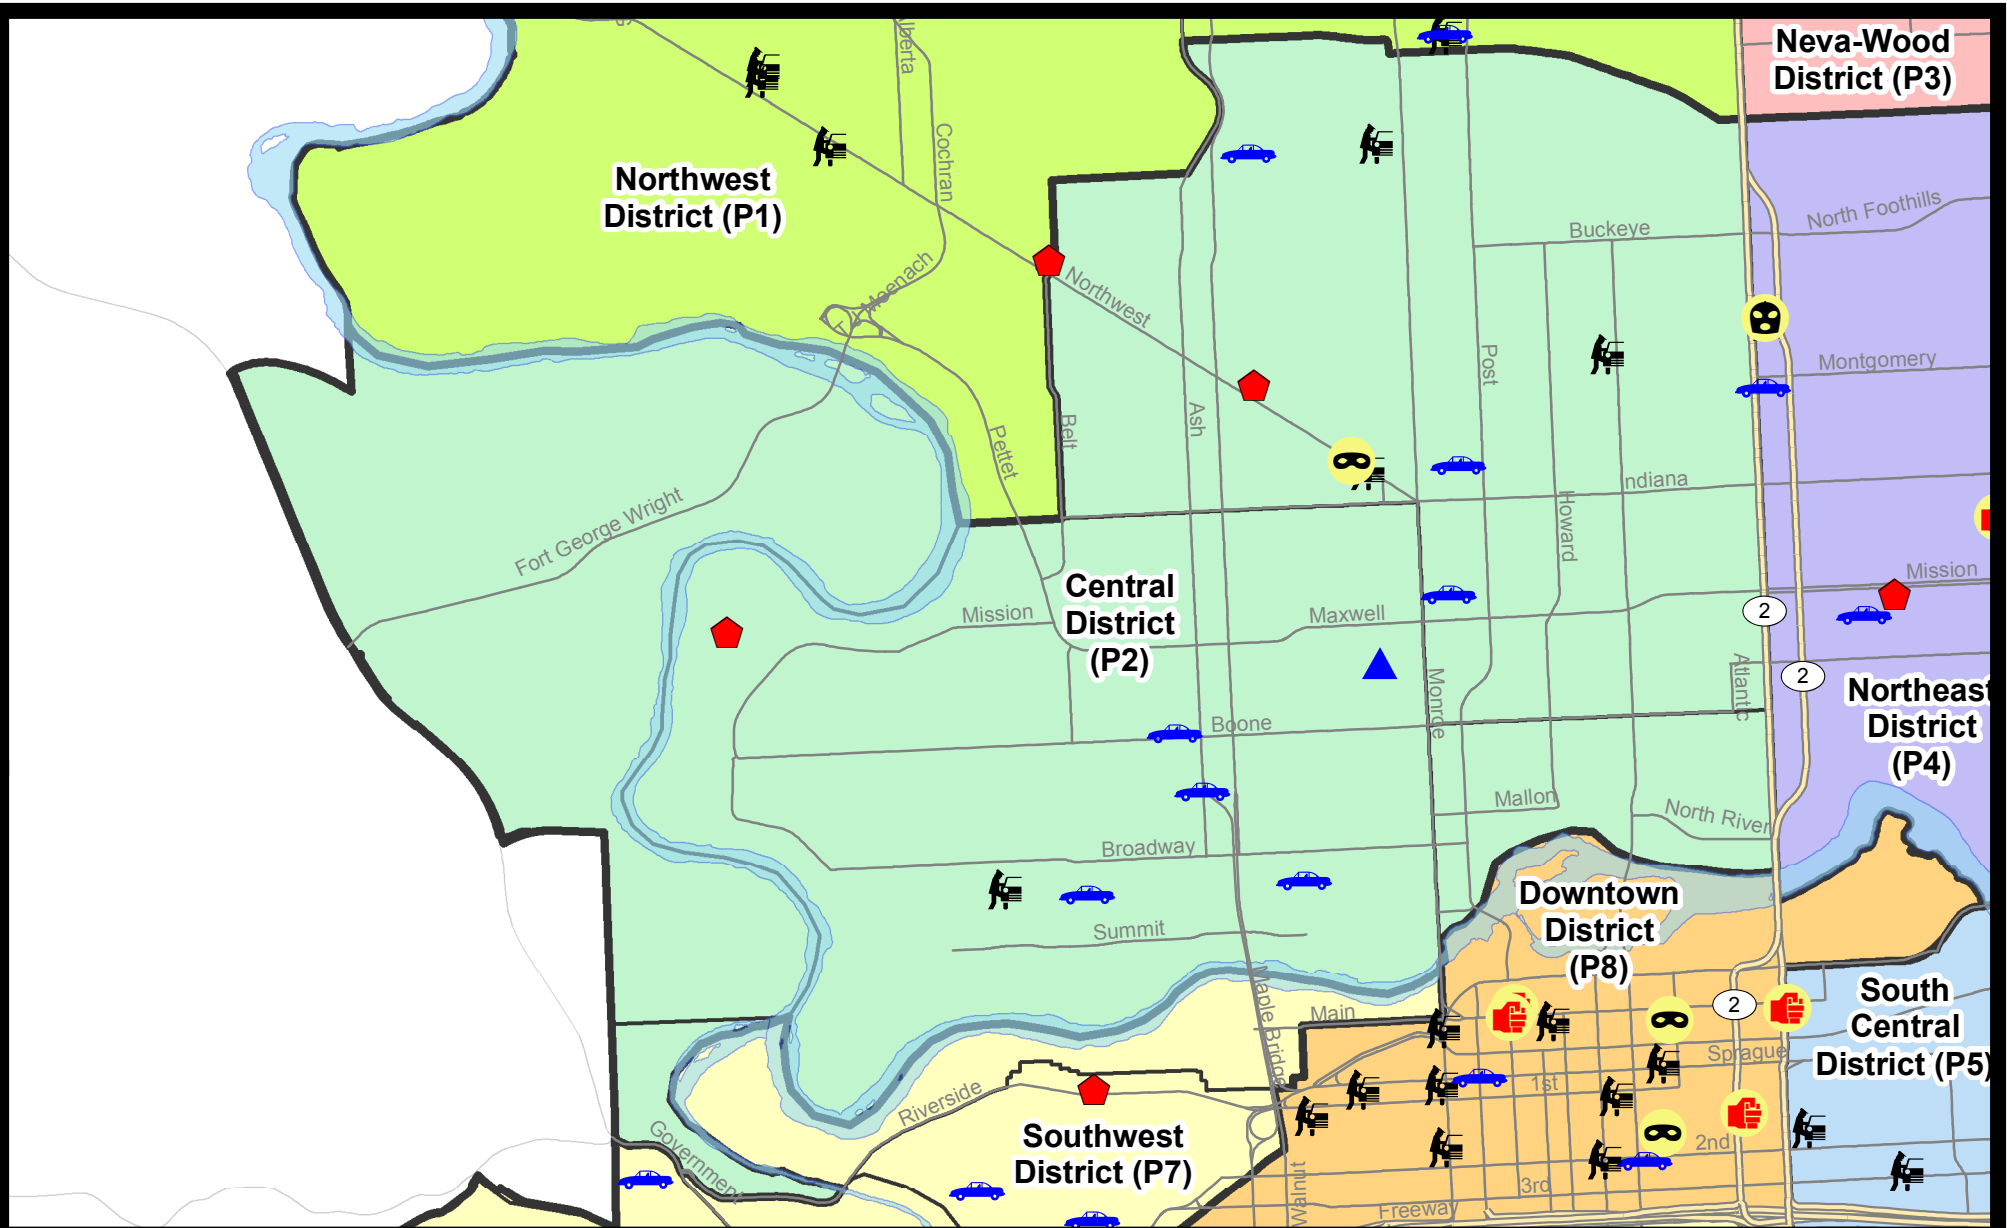 Neva-Wood
District (P3)
lberta
Cochran
Northwest
District (P1)
North Foothills
Buckeye
T J Meenach
Northwest
Montgomery
Post
Ash
Belt
Pettet
ndiana
Howard
Fort George Wright
Mission
Central
District
(P2)
Mission
Maxwell
2
2
Atlantic
Monroe
Northeast
District
(P4)
Boone
Mallon
North River
Broadway
Downtown
District
(P8)
Summit
Maple Bridge
Main
2
South
Central
District (P5)
Sprague
1st
Riverside
Government
Southwest
District (P7)
2nd
3rd
Walnut
Freeway